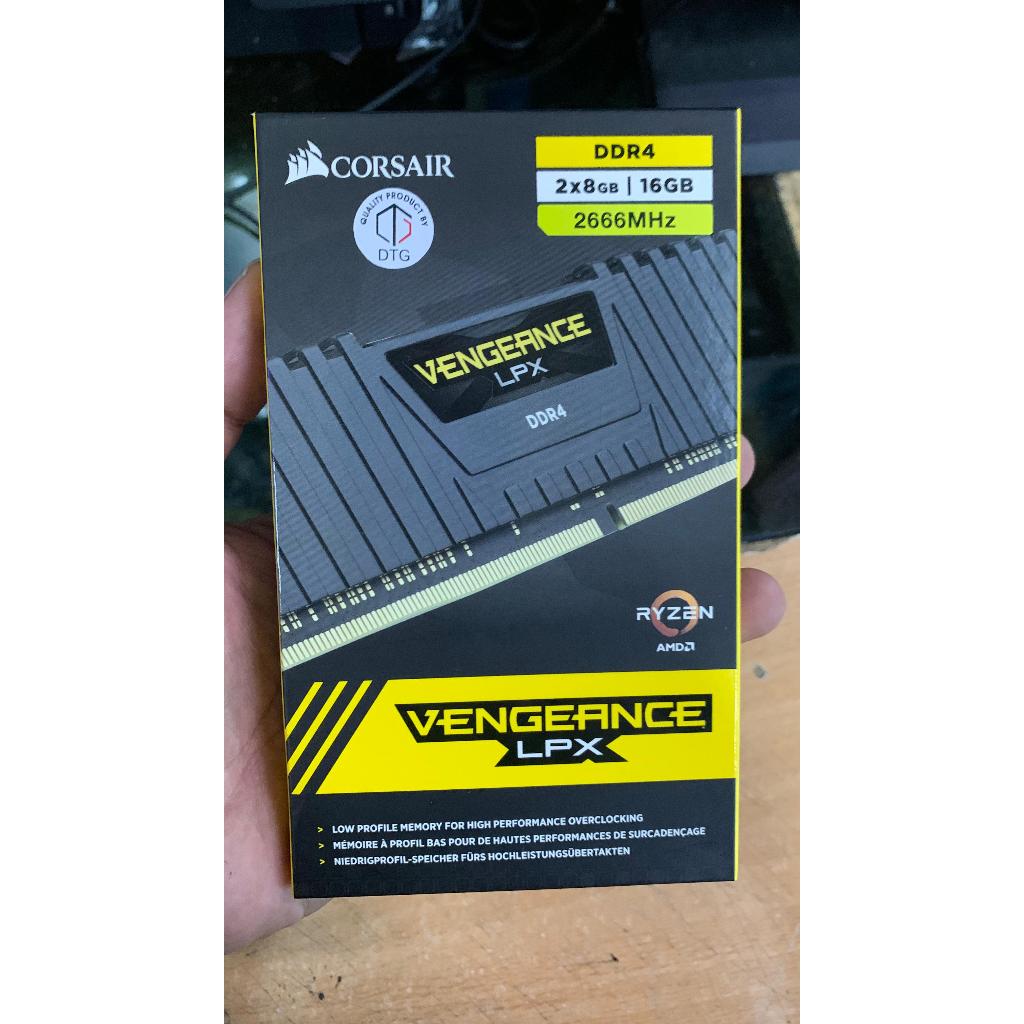 CORSAIR
DDR4
2x8GB | 16GB
2666MHz
QUALITY PRODUCT BY
DTG
VENGEANCE
LPX
DDR4
RYZEN
AMD
VENGEANCE
LPX
> LOW PROFILE MEMORY FOR HIGH PERFORMANCE OVERCLOCKING
> MÉMOIRE À PROFIL BAS POUR DE HAUTES PERFORMANCES DE SURCADENÇAGE
> NIEDRIGPROFIL-SPEICHER FÜRS HOCHLEISTUNGSÜBERTAKTEN